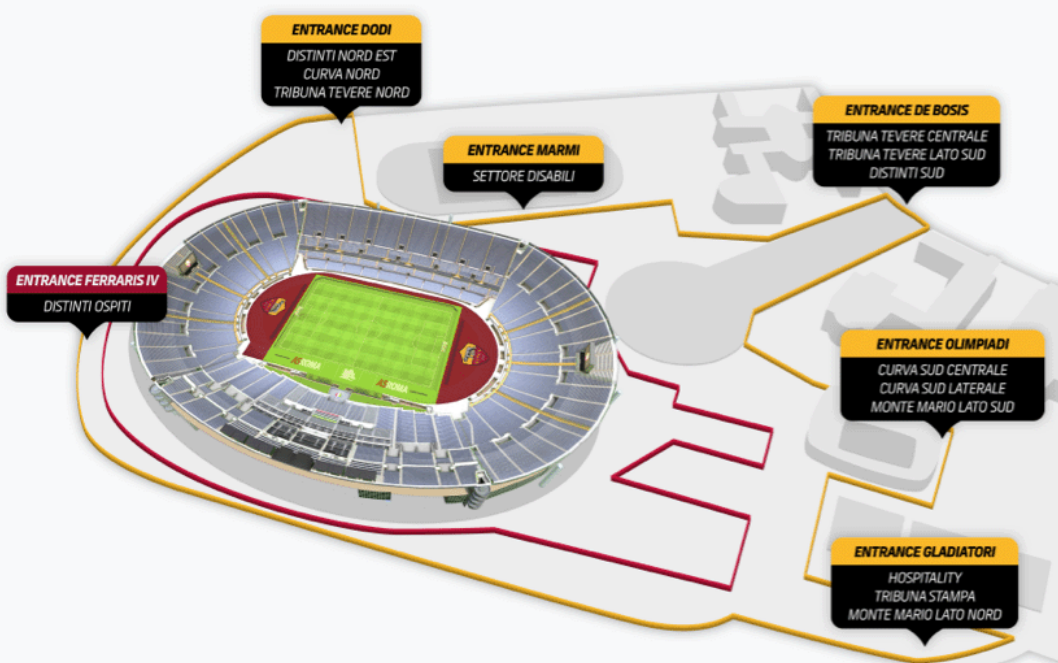 ENTRANCE DODI
DISTINTI NORD EST
CURVA NORD
TRIBUNA TEVERE NORD
ENTRANCE MARMI
SETTORE DISABILI
ENTRANCE DE BOSIS
TRIBUNA TEVERE CENTRALE
TRIBUNA TEVERE LATO SUD
DISTINTI SUD
ENTRANCE FERRARIS IV
DISTINTI OSPITI
ENTRANCE OLIMPIADI
CURVA SUD CENTRALE
CURVA SUD LATERALE
MONTE MARIO LATO SUD
ENTRANCE GLADIATORI
HOSPITALITY
TRIBUNA STAMPA
MONTE MARIO LATO NORD